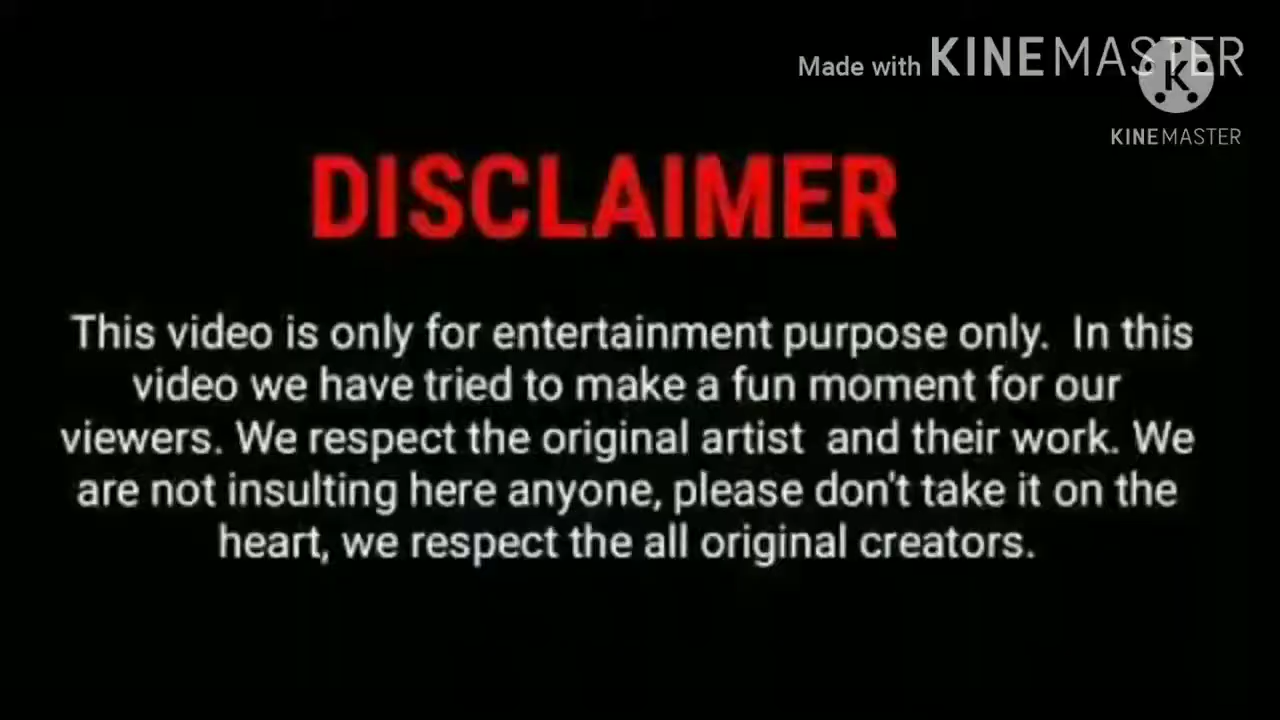 Made with KINEMASTER
K
KINEMASTER
DISCLAIMER
This video is only for entertainment purpose only.  In this
video we have tried to make a fun moment for our
viewers. We respect the original artist  and their work. We
are not insulting here anyone, please don't take it on the
heart, we respect the all original creators.